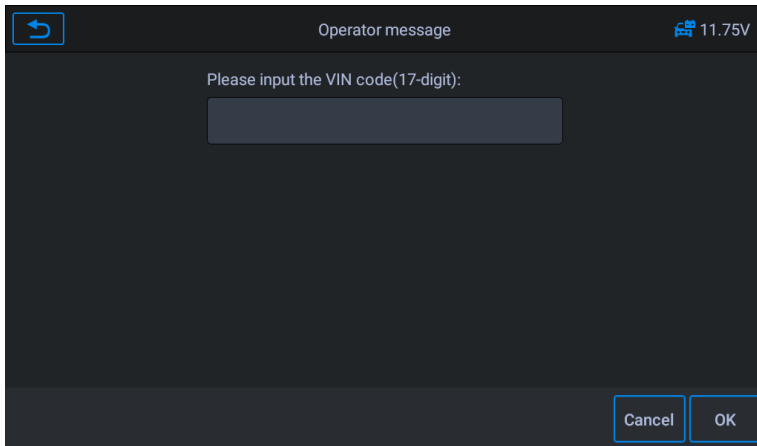 Operator message
11.75V
Please input the VIN code(17-digit):
Cancel
OK